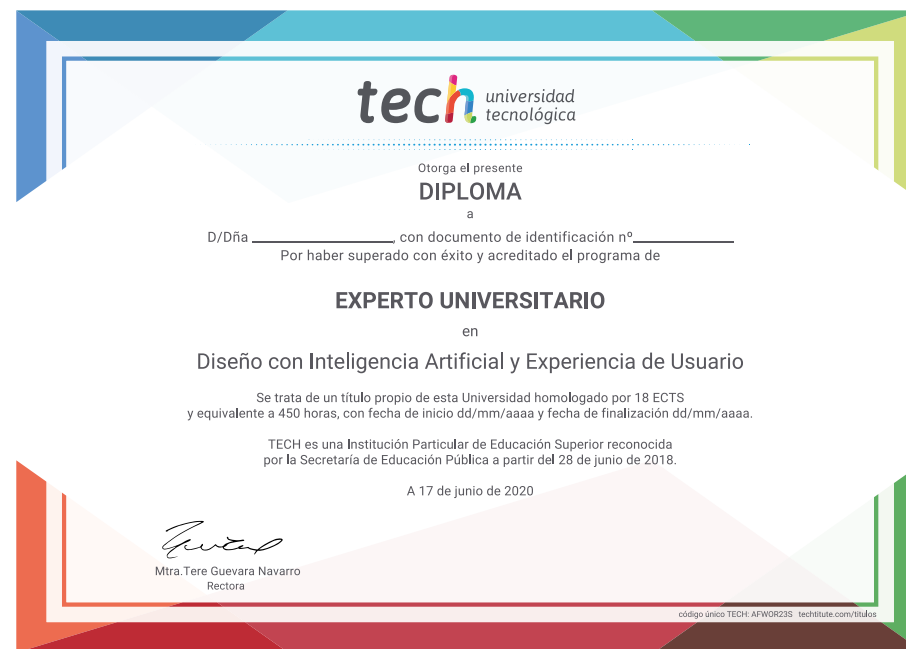 tech universidad
tecnológica
Otorga el presente
DIPLOMA
a
D/Dña ____________________, con documento de identificación nº______________
Por haber superado con éxito y acreditado el programa de
EXPERTO UNIVERSITARIO
en
Diseño con Inteligencia Artificial y Experiencia de Usuario
Se trata de un título propio de esta Universidad homologado por 18 ECTS
y equivalente a 450 horas, con fecha de inicio dd/mm/aaaa y fecha de finalización dd/mm/aaaa.
TECH es una Institución Particular de Educación Superior reconocida
por la Secretaría de Educación Pública a partir del 28 de junio de 2018.
A 17 de junio de 2020
Mtra.Tere Guevara Navarro
Rectora
código único TECH: AFWOR23S techtitute.com/titulos